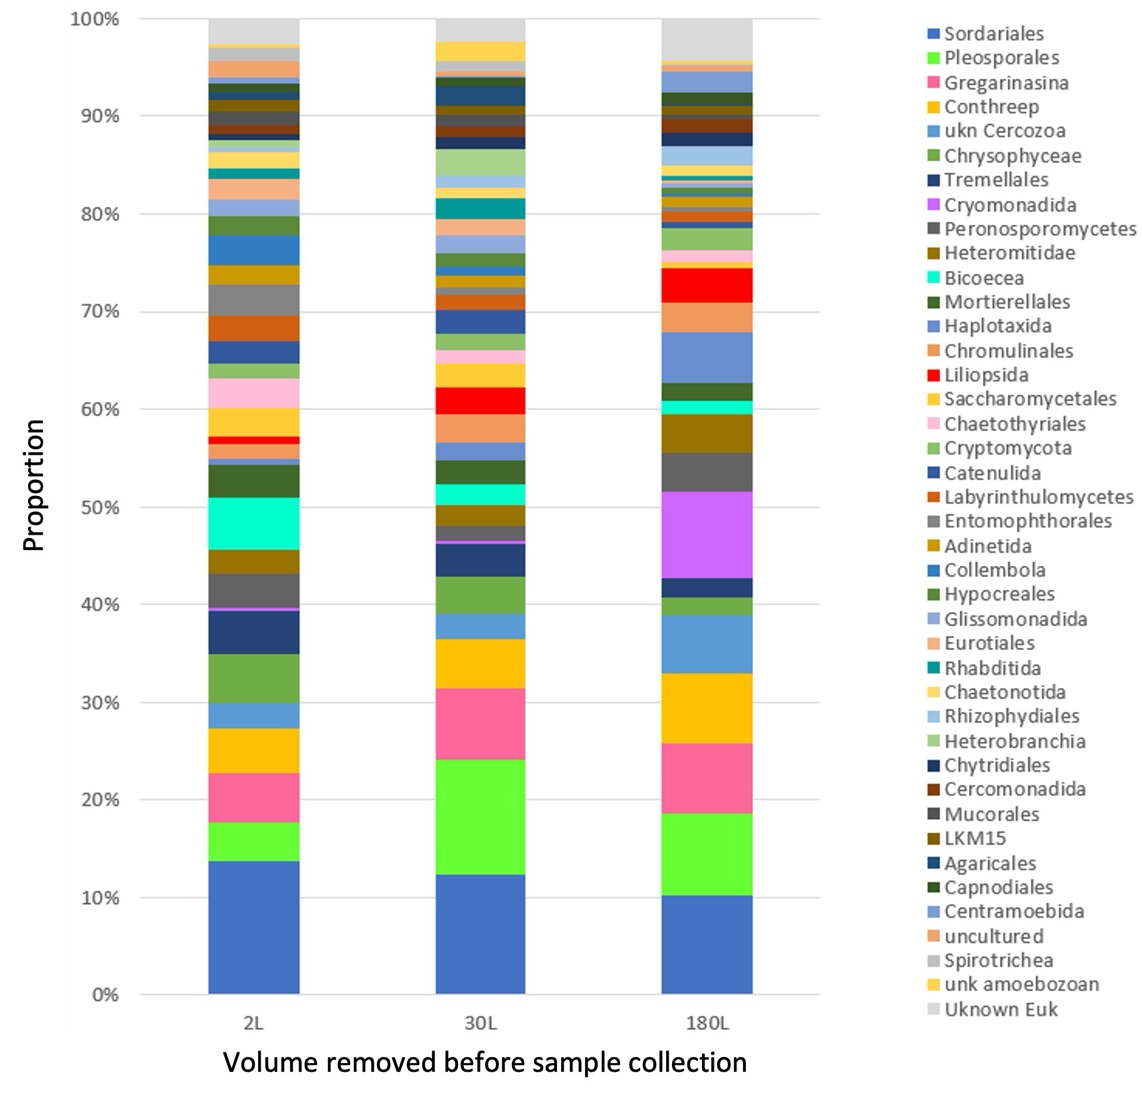 100%
90%
80%
70%
60%
50%
40%
30%
20%
10%
0%
Proportion
2L
30L
180L
Volume removed before sample collection
Sordariales
Pleosporales
Gregarinasina
Conthreep
ukn Cercozoa
Chrysophyceae
Tremellales
Cryomonadida
Peronosporomycetes
Heteromitidae
Bicoecea
Mortierellales
Haplotaxida
Chromulinales
Liliopsida
Saccharomycetales
Chaetothyriales
Cryptomycota
Catenulida
Labyrinthulomycetes
Entomophthorales
Adinetida
Collembola
Hypocreales
Glissomonadida
Eurotiales
Rhabditida
Chaetonotida
Rhizophydiales
Heterobranchia
Chytridiales
Cercomonadida
Mucorales
LKM15
Agaricales
Capnodiales
Centramoebida
uncultured
Spirotrichea
unk amoebozoan
Uknown Euk